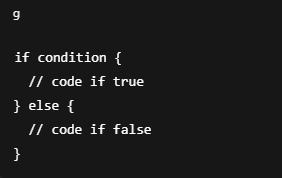 g
if condition {
  // code if true
} else {
  // code if false
}